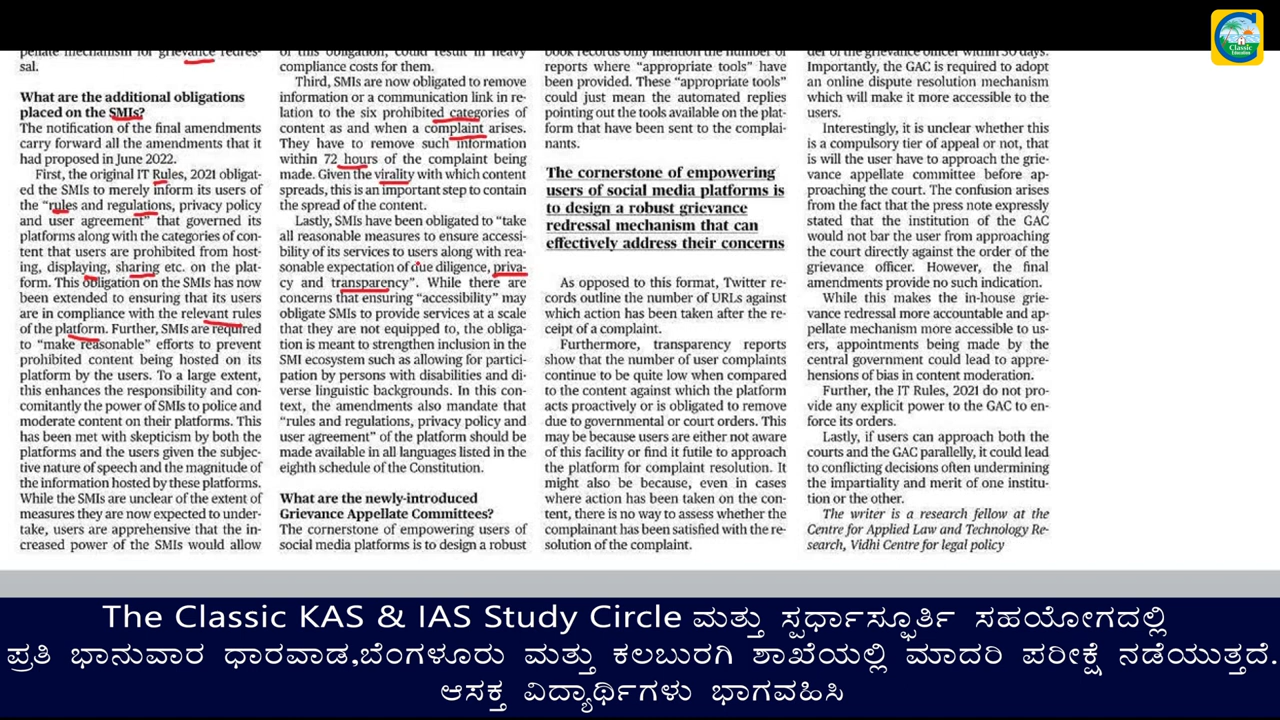 pellate mechanism for grievance redres-
sal.
What are the additional obligations
placed on the SMIs?
The notification of the final amendments
carry forward all the amendments that it
had proposed in June 2022.
First, the original IT Rules, 2021 obligat-
ed the SMIs to merely inform its users of
the “rules and regulations, privacy policy
and user agreement” that governed its
platforms along with the categories of con-
tent that users are prohibited from host-
ing, displaying, sharing etc. on the plat-
form. This obligation on the SMIs has now
been extended to ensuring that its users
are in compliance with the relevant rules
of the platform. Further, SMIs are required
to “make reasonable” efforts to prevent
prohibited content being hosted on its
platform by the users. To a large extent,
this enhances the responsibility and con-
comitantly the power of SMIs to police and
moderate content on their platforms. This
has been met with skepticism by both the
platforms and the users given the subjec-
tive nature of speech and the magnitude of
the information hosted by these platforms.
While the SMIs are unclear of the extent of
measures they are now expected to under-
take, users are apprehensive that the in-
creased power of the SMIs would allow
of this obligation, could result in heavy
compliance costs for them.
Third, SMIs are now obligated to remove
information or a communication link in re-
lation to the six prohibited categories of
content as and when a complaint arises.
They have to remove such information
within 72 hours of the complaint being
made. Given the virality with which content
spreads, this is an important step to contain
the spread of the content.
Lastly, SMIs have been obligated to “take
all reasonable measures to ensure accessi-
bility of its services to users along with rea-
sonable expectation of due diligence, priva-
cy and transparency”. While there are
concerns that ensuring “accessibility” may
obligate SMIs to provide services at a scale
that they are not equipped to, the obliga-
tion is meant to strengthen inclusion in the
SMI ecosystem such as allowing for partici-
pation by persons with disabilities and di-
verse linguistic backgrounds. In this con-
text, the amendments also mandate that
“rules and regulations, privacy policy and
user agreement” of the platform should be
made available in all languages listed in the
eighth schedule of the Constitution.
What are the newly-introduced
Grievance Appellate Committees?
The cornerstone of empowering users of
social media platforms is to design a robust
book records only mention the number of
reports where “appropriate tools” have
been provided. These “appropriate tools”
could just mean the automated replies
pointing out the tools available on the plat-
form that have been sent to the complai-
nants.
The cornerstone of empowering
users of social media platforms is
to design a robust grievance
redressal mechanism that can
effectively address their concerns
As opposed to this format, Twitter re-
cords outline the number of URLs against
which action has been taken after the re-
ceipt of a complaint.
Furthermore, transparency reports
show that the number of user complaints
continue to be quite low when compared
to the content against which the platform
acts proactively or is obligated to remove
due to governmental or court orders. This
may be because users are either not aware
of this facility or find it futile to approach
the platform for complaint resolution. It
might also be because, even in cases
where action has been taken on the con-
tent, there is no way to assess whether the
complainant has been satisfied with the re-
solution of the complaint.
der of the grievance officer within 30 days.
Importantly, the GAC is required to adopt
an online dispute resolution mechanism
which will make it more accessible to the
users.
Interestingly, it is unclear whether this
is a compulsory tier of appeal or not, that
is will the user have to approach the grie-
vance appellate committee before ap-
proaching the court. The confusion arises
from the fact that the press note expressly
stated that the institution of the GAC
would not bar the user from approaching
the court directly against the order of the
grievance officer. However, the final
amendments provide no such indication.
While this makes the in-house grie-
vance redressal more accountable and ap-
pellate mechanism more accessible to us-
ers, appointments being made by the
central government could lead to appre-
hensions of bias in content moderation.
Further, the IT Rules, 2021 do not pro-
vide any explicit power to the GAC to en-
force its orders.
Lastly, if users can approach both the
courts and the GAC parallelly, it could lead
to conflicting decisions often undermining
the impartiality and merit of one institu-
tion or the other.
The writer is a research fellow at the
Centre for Applied Law and Technology Re-
search, Vidhi Centre for legal policy
Classic
Education
The Classic KAS & IAS Study Circle ಮತ್ತು ಸ್ಪರ್ಧಾಸ್ಫೂರ್ತಿ ಸಹಯೋಗದಲ್ಲಿ
ಪ್ರತಿ ಭಾನುವಾರ ಧಾರವಾಡ,ಬೆಂಗಳೂರು ಮತ್ತು ಕಲಬುರಗಿ ಶಾಖೆಯಲ್ಲಿ ಮಾದರಿ ಪರೀಕ್ಷೆ ನಡೆಯುತ್ತದೆ.
ಆಸಕ್ತ ವಿದ್ಯಾರ್ಥಿಗಳು ಭಾಗವಹಿಸಿ